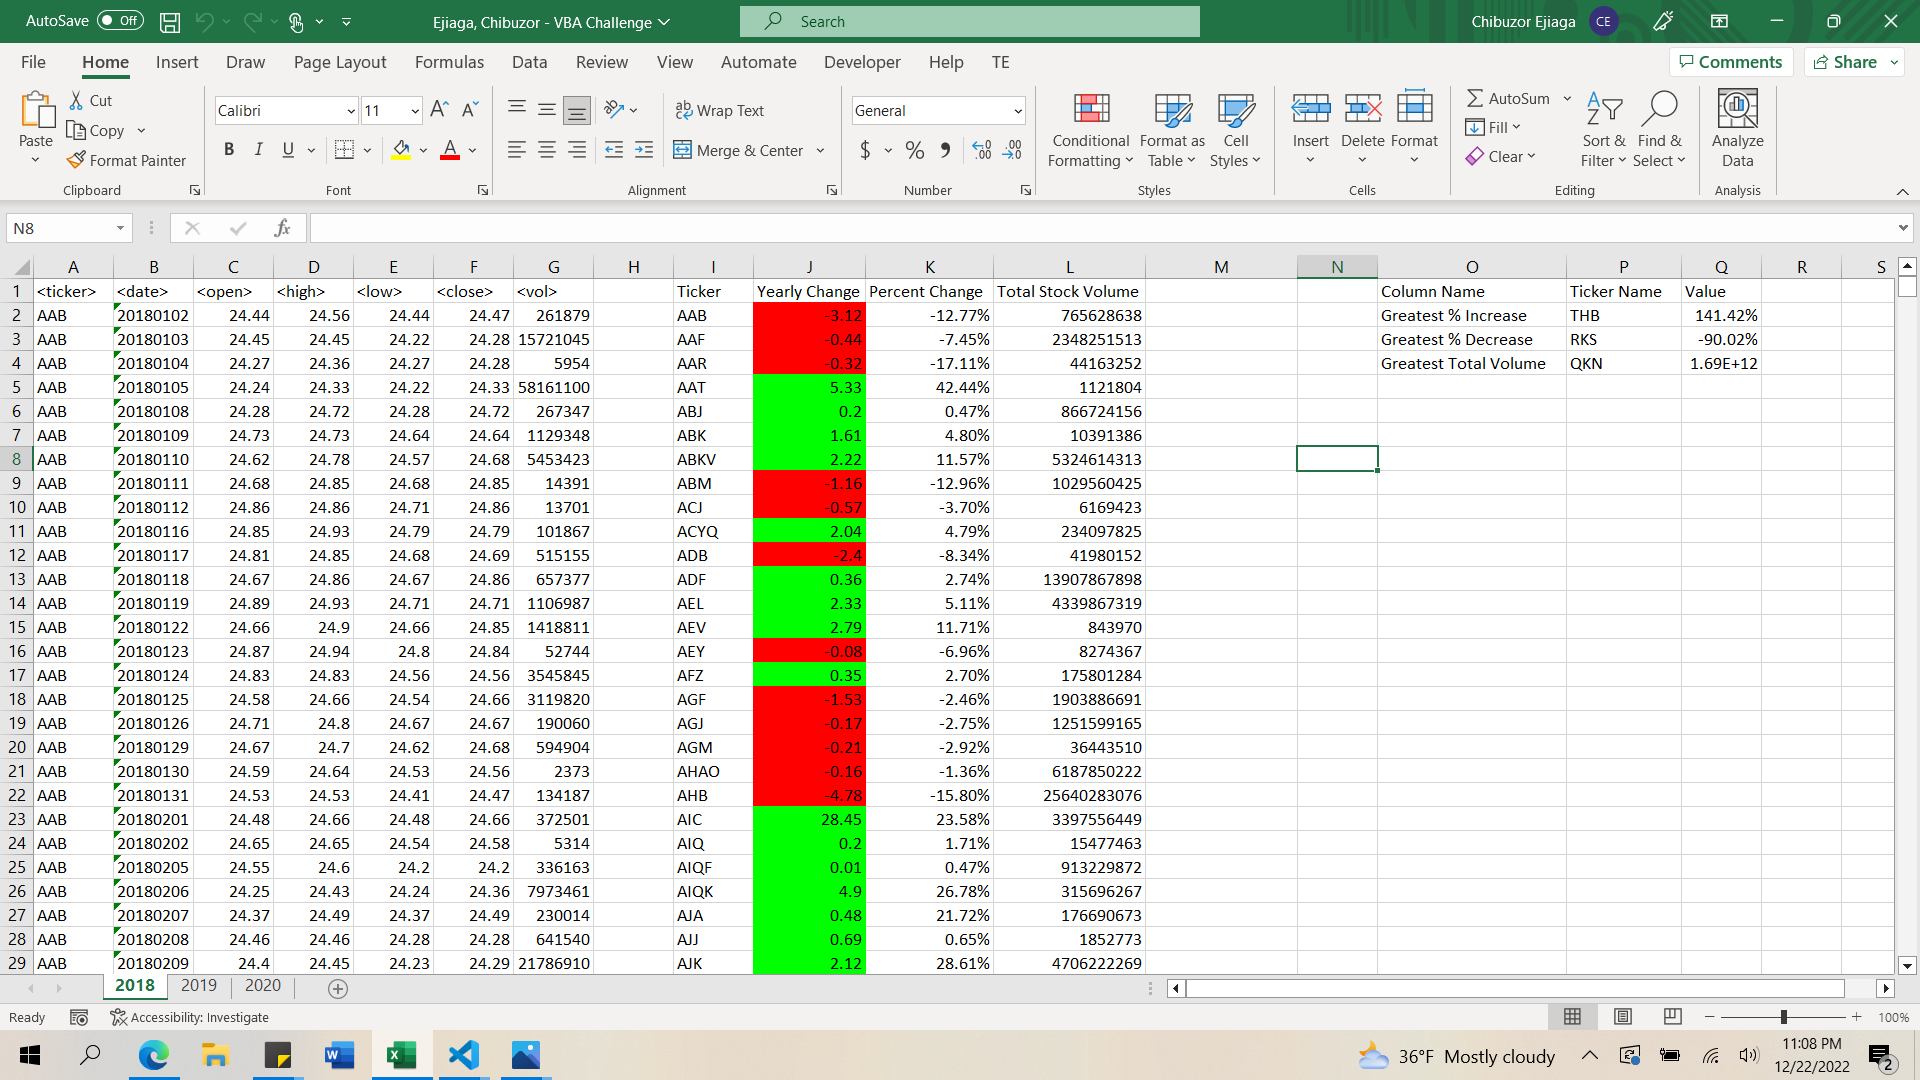 AutoSave Off Ejiaga, Chibuzor - VBA Challenge Search Chibuzor Ejiaga CE
File Home Insert Draw Page Layout Formulas Data Review View Automate Developer Help TE Comments Share
Paste Cut Copy Format Painter Clipboard
Calibri 11 B I U A Font
Wrap Text Merge & Center Alignment
General $ % Number
Conditional Formatting Format as Table Cell Styles Styles
Insert Delete Format Cells
AutoSum Fill Clear Sort & Filter Find & Select Editing
Analyze Data Analysis
N8 fx
A B C D E F G H I J K L M N O P Q R S
1 <ticker> <date> <open> <high> <low> <close> <vol> Ticker Yearly Change Percent Change Total Stock Volume Column Name Ticker Name Value
2 AAB 20180102 24.44 24.56 24.44 24.47 261879 AAB -3.12 -12.77% 765628638 Greatest % Increase THB 141.42%
3 AAB 20180103 24.45 24.45 24.22 24.28 15721045 AAF -0.44 -7.45% 2348251513 Greatest % Decrease RKS -90.02%
4 AAB 20180104 24.27 24.36 24.27 24.28 5954 AAR -0.32 -17.11% 44163252 Greatest Total Volume QKN 1.69E+12
5 AAB 20180105 24.24 24.33 24.22 24.33 58161100 AAT 5.33 42.44% 1121804
6 AAB 20180108 24.28 24.72 24.28 24.72 267347 ABJ 0.2 0.47% 866724156
7 AAB 20180109 24.73 24.73 24.64 24.64 1129348 ABK 1.61 4.80% 10391386
8 AAB 20180110 24.62 24.78 24.57 24.68 5453423 ABKV 2.22 11.57% 5324614313
9 AAB 20180111 24.68 24.85 24.68 24.85 14391 ABM -1.16 -12.96% 1029560425
10 AAB 20180112 24.86 24.86 24.71 24.86 13701 ACJ -0.57 -3.70% 6169423
11 AAB 20180116 24.85 24.93 24.79 24.79 101867 ACYQ 2.04 4.79% 234097825
12 AAB 20180117 24.81 24.85 24.68 24.69 515155 ADB -2.4 -8.34% 41980152
13 AAB 20180118 24.67 24.86 24.67 24.86 657377 ADF 0.36 2.74% 13907867898
14 AAB 20180119 24.89 24.93 24.71 24.71 1106987 AEL 2.33 5.11% 4339867319
15 AAB 20180122 24.66 24.9 24.66 24.85 1418811 AEV 2.79 11.71% 843970
16 AAB 20180123 24.87 24.94 24.8 24.84 52744 AEY -0.08 -6.96% 8274367
17 AAB 20180124 24.83 24.83 24.56 24.56 3545845 AFZ 0.35 2.70% 175801284
18 AAB 20180125 24.58 24.66 24.54 24.66 3119820 AGF -1.53 -2.46% 1903886691
19 AAB 20180126 24.71 24.8 24.67 24.67 190060 AGJ -0.17 -2.75% 1251599165
20 AAB 20180129 24.67 24.7 24.62 24.68 594904 AGM -0.21 -2.92% 36443510
21 AAB 20180130 24.59 24.64 24.53 24.56 2373 AHAO -0.16 -1.36% 6187850222
22 AAB 20180131 24.53 24.53 24.41 24.47 134187 AHB -4.78 -15.80% 25640283076
23 AAB 20180201 24.48 24.66 24.48 24.66 372501 AIC 28.45 23.58% 3397556449
24 AAB 20180202 24.65 24.65 24.54 24.58 5314 AIQ 0.2 1.71% 15477463
25 AAB 20180205 24.55 24.6 24.2 24.2 336163 AIQF 0.01 0.47% 913229872
26 AAB 20180206 24.25 24.43 24.24 24.36 7973461 AIQK 4.9 26.78% 315696267
27 AAB 20180207 24.37 24.49 24.37 24.49 230014 AJA 0.48 21.72% 176690673
28 AAB 20180208 24.46 24.46 24.28 24.28 641540 AJJ 0.69 0.65% 1852773
29 AAB 20180209 24.4 24.45 24.23 24.29 21786910 AJK 2.12 28.61% 4706222269
2018 2019 2020
Ready Accessibility: Investigate 100%
36°F Mostly cloudy 11:08 PM
12/22/2022 2